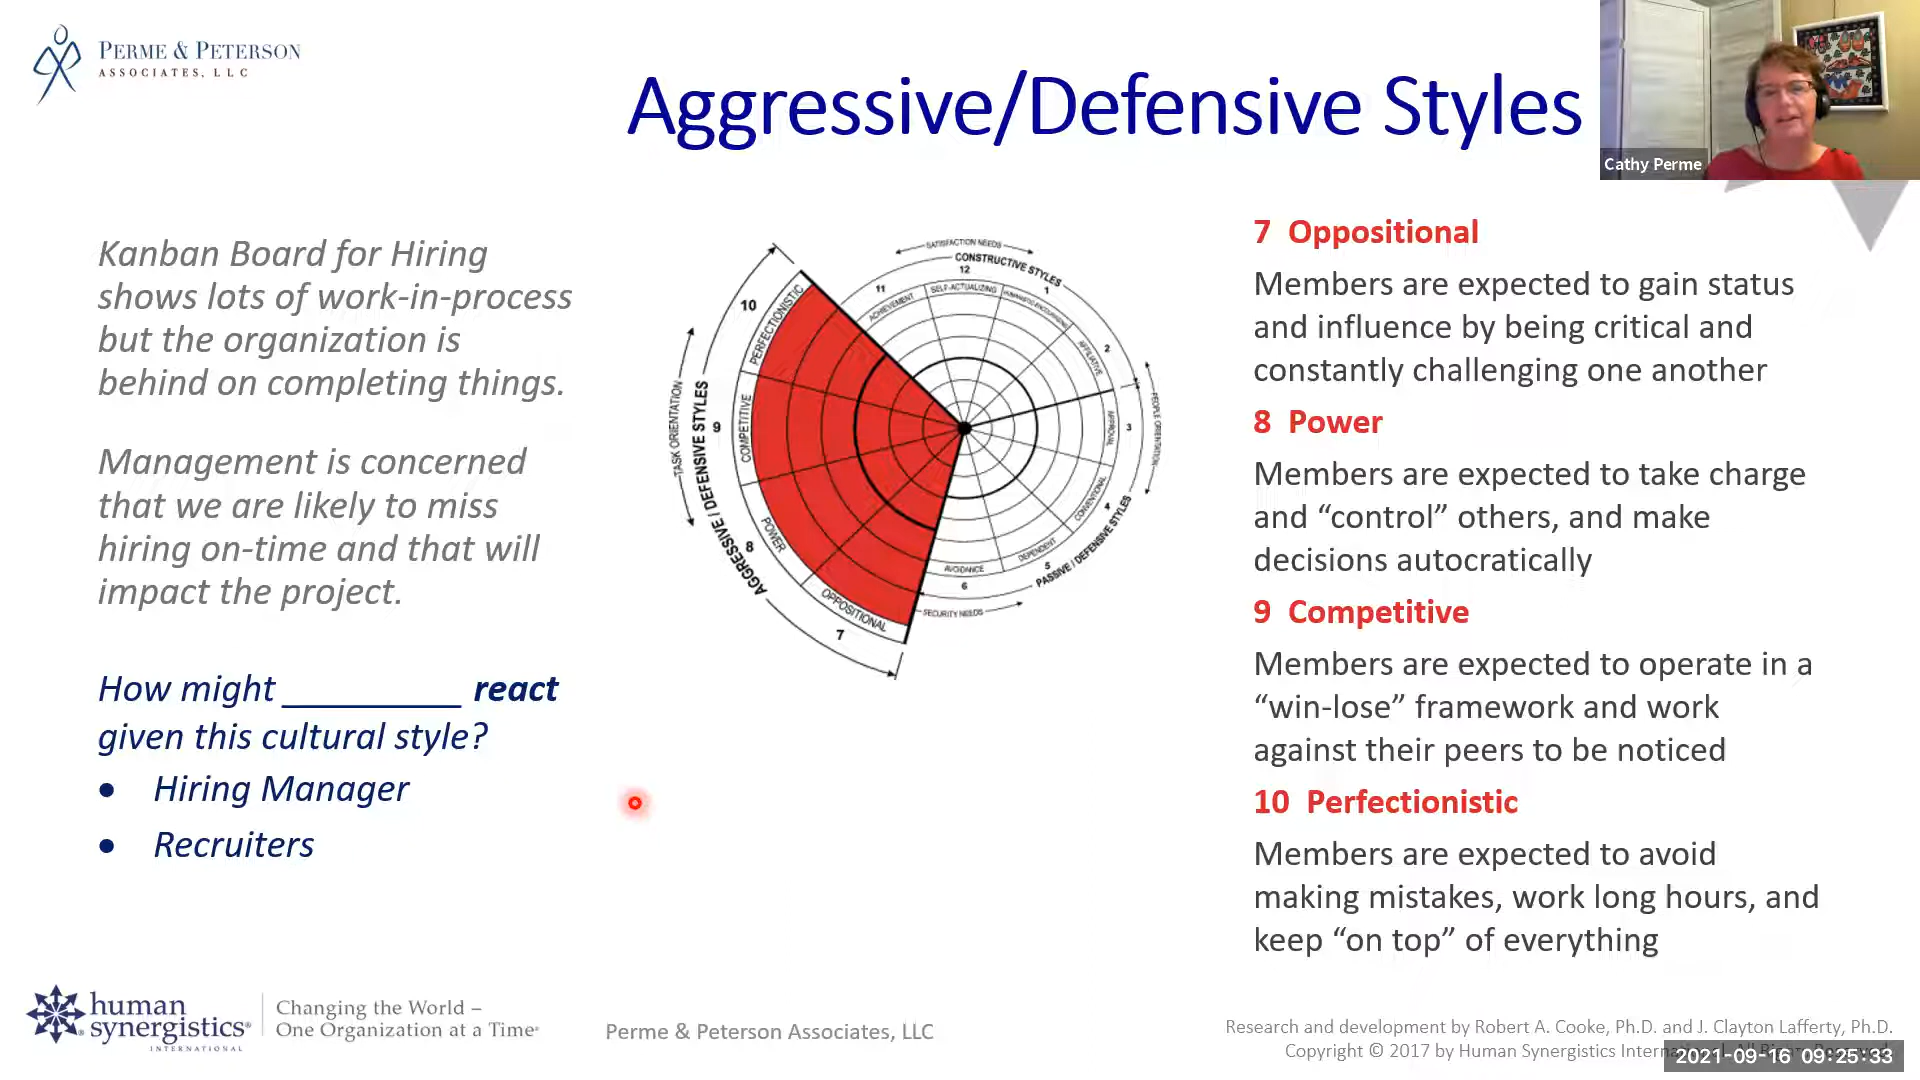 PERME & PETERSON
ASSOCIATES, LLC
Aggressive/Defensive Styles
Cathy Perme
Kanban Board for Hiring
shows lots of work-in-process
but the organization is
behind on completing things.
Management is concerned
that we are likely to miss
hiring on-time and that will
impact the project.
How might _________ react
given this cultural style?
• Hiring Manager
• Recruiters
SATISFACTION NEEDS
CONSTRUCTIVE STYLES
12
11
1
10
2
9
3
8
4
7
5
6
PERFECTIONISTIC
ACHIEVEMENT
SELF-ACTUALIZING
HUMANISTIC-ENCOURAGING
AFFILIATIVE
COMPETITIVE
APPROVAL
POWER
CONVENTIONAL
OPPOSITIONAL
DEPENDENT
AVOIDANCE
TASK ORIENTATION
PEOPLE ORIENTATION
AGGRESSIVE / DEFENSIVE STYLES
PASSIVE / DEFENSIVE STYLES
SECURITY NEEDS
7 Oppositional
Members are expected to gain status
and influence by being critical and
constantly challenging one another
8 Power
Members are expected to take charge
and “control” others, and make
decisions autocratically
9 Competitive
Members are expected to operate in a
“win-lose” framework and work
against their peers to be noticed
10 Perfectionistic
Members are expected to avoid
making mistakes, work long hours, and
keep “on top” of everything
human
synergistics®
INTERNATIONAL
Changing the World –
One Organization at a Time®
Perme & Peterson Associates, LLC
Research and development by Robert A. Cooke, Ph.D. and J. Clayton Lafferty, Ph.D.
Copyright © 2017 by Human Synergistics
2021-09-16 09:25:33